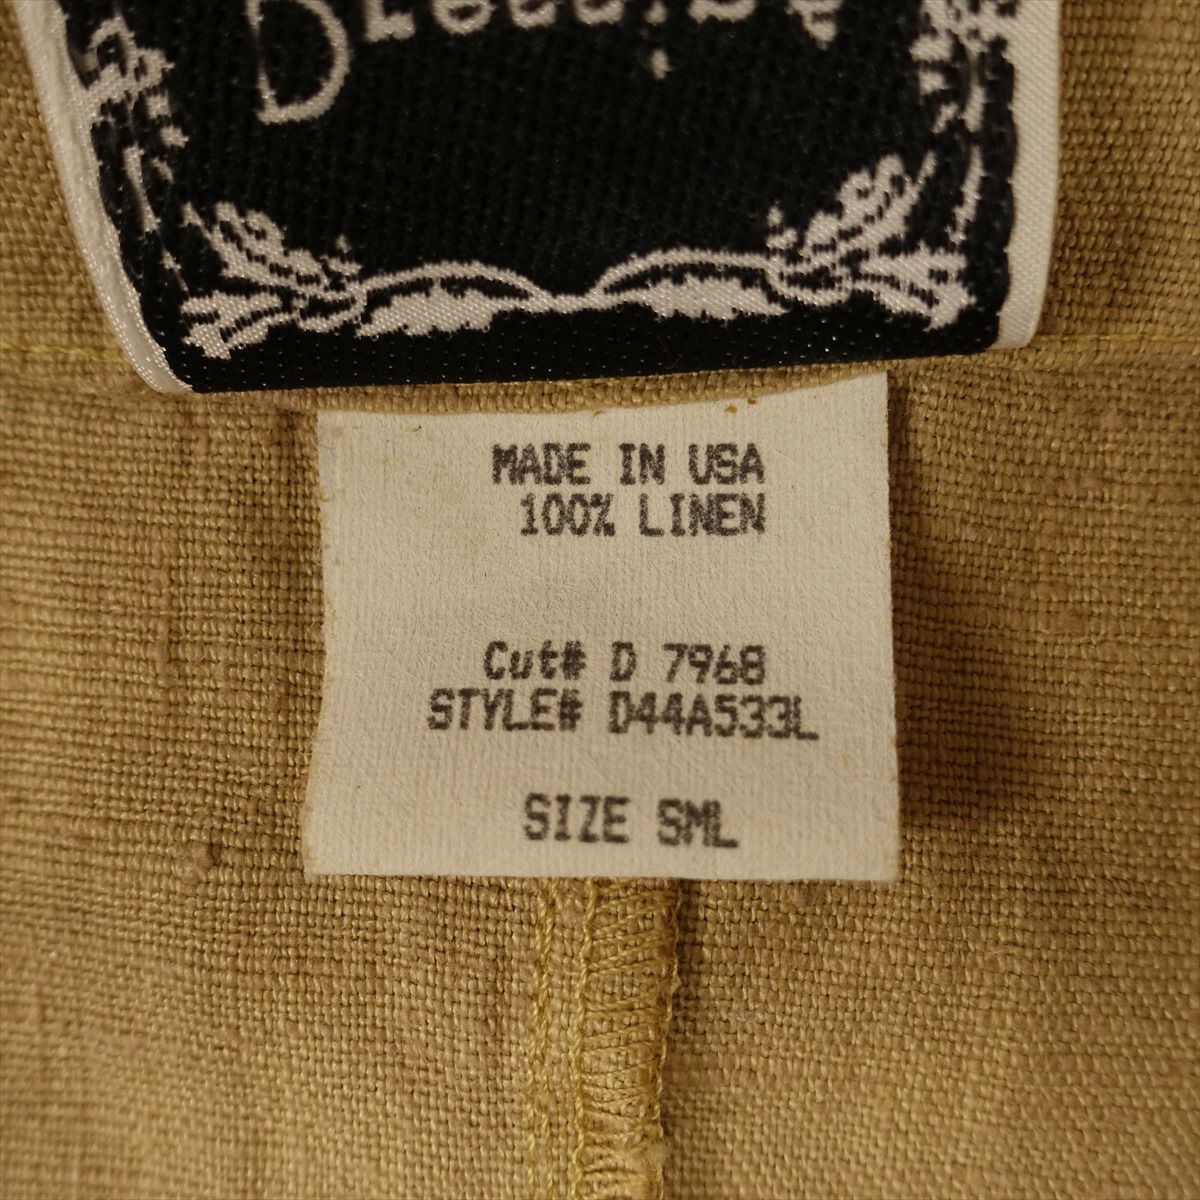 MADE IN USA
100% LINEN
Cut# D 7968
STYLE# D44A533L
SIZE SML